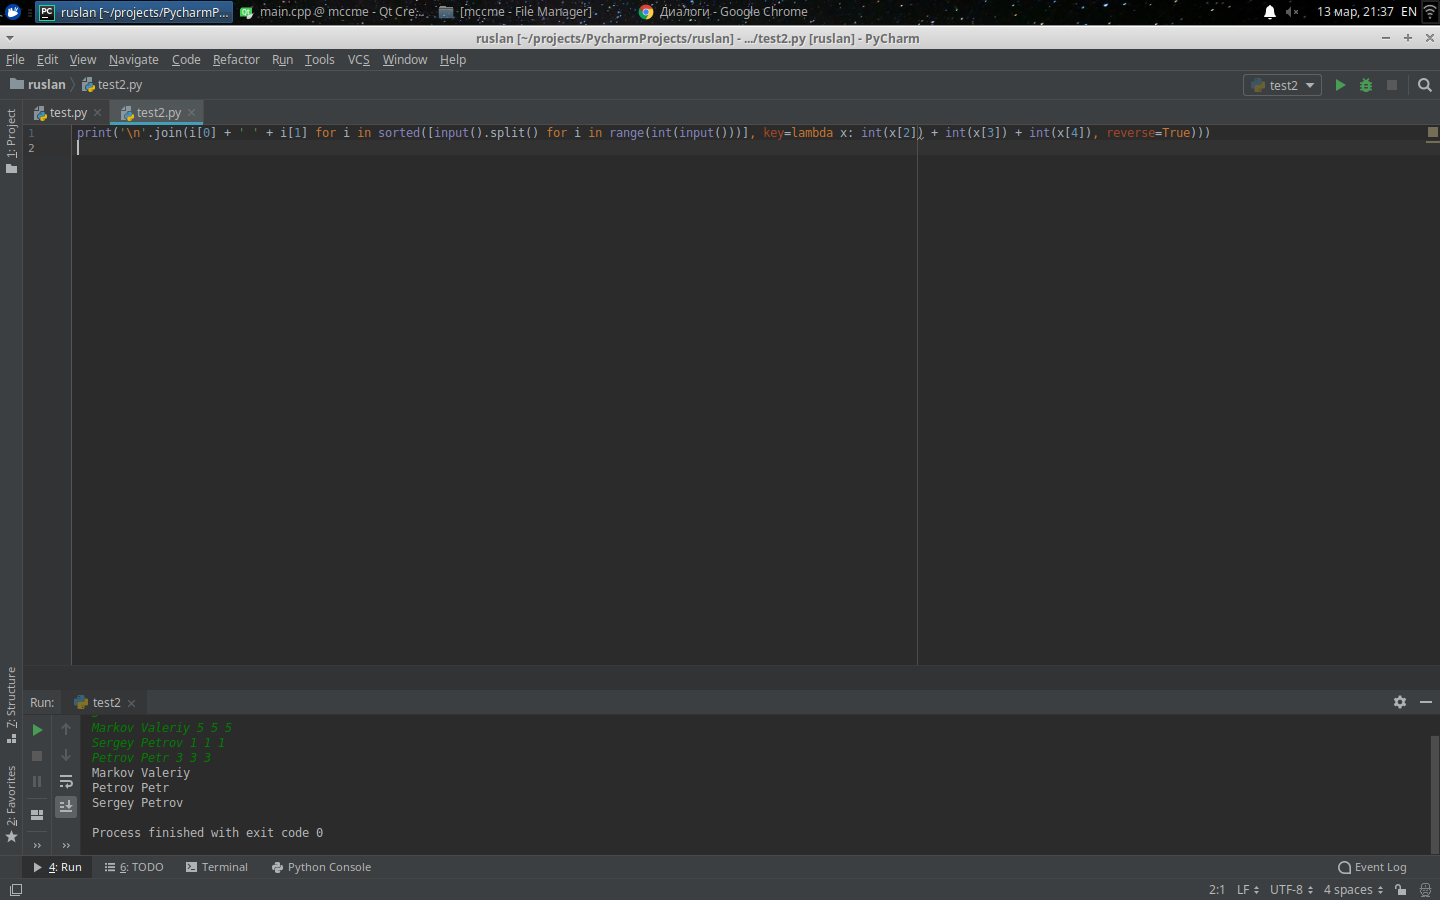 ruslan [~/projects/PycharmP...
main.cpp @ mccme - Qt Cre...
[mccme - File Manager]
Диалоги - Google Chrome
13 мар, 21:37 EN
ruslan [~/projects/PycharmProjects/ruslan] - .../test2.py [ruslan] - PyCharm
File Edit View Navigate Code Refactor Run Tools VCS Window Help
ruslan test2.py
test2
test.py
test2.py
1: Project
1 print('\n'.join(i[0] + ' ' + i[1] for i in sorted([input().split() for i in range(int(input()))], key=lambda x: int(x[2]) + int(x[3]) + int(x[4]), reverse=True)))
2
7: Structure
2: Favorites
Run: test2
Markov Valeriy 5 5 5
Sergey Petrov 1 1 1
Petrov Petr 3 3 3
Markov Valeriy
Petrov Petr
Sergey Petrov
Process finished with exit code 0
4: Run
6: TODO
Terminal
Python Console
Event Log
2:1 LF UTF-8 4 spaces